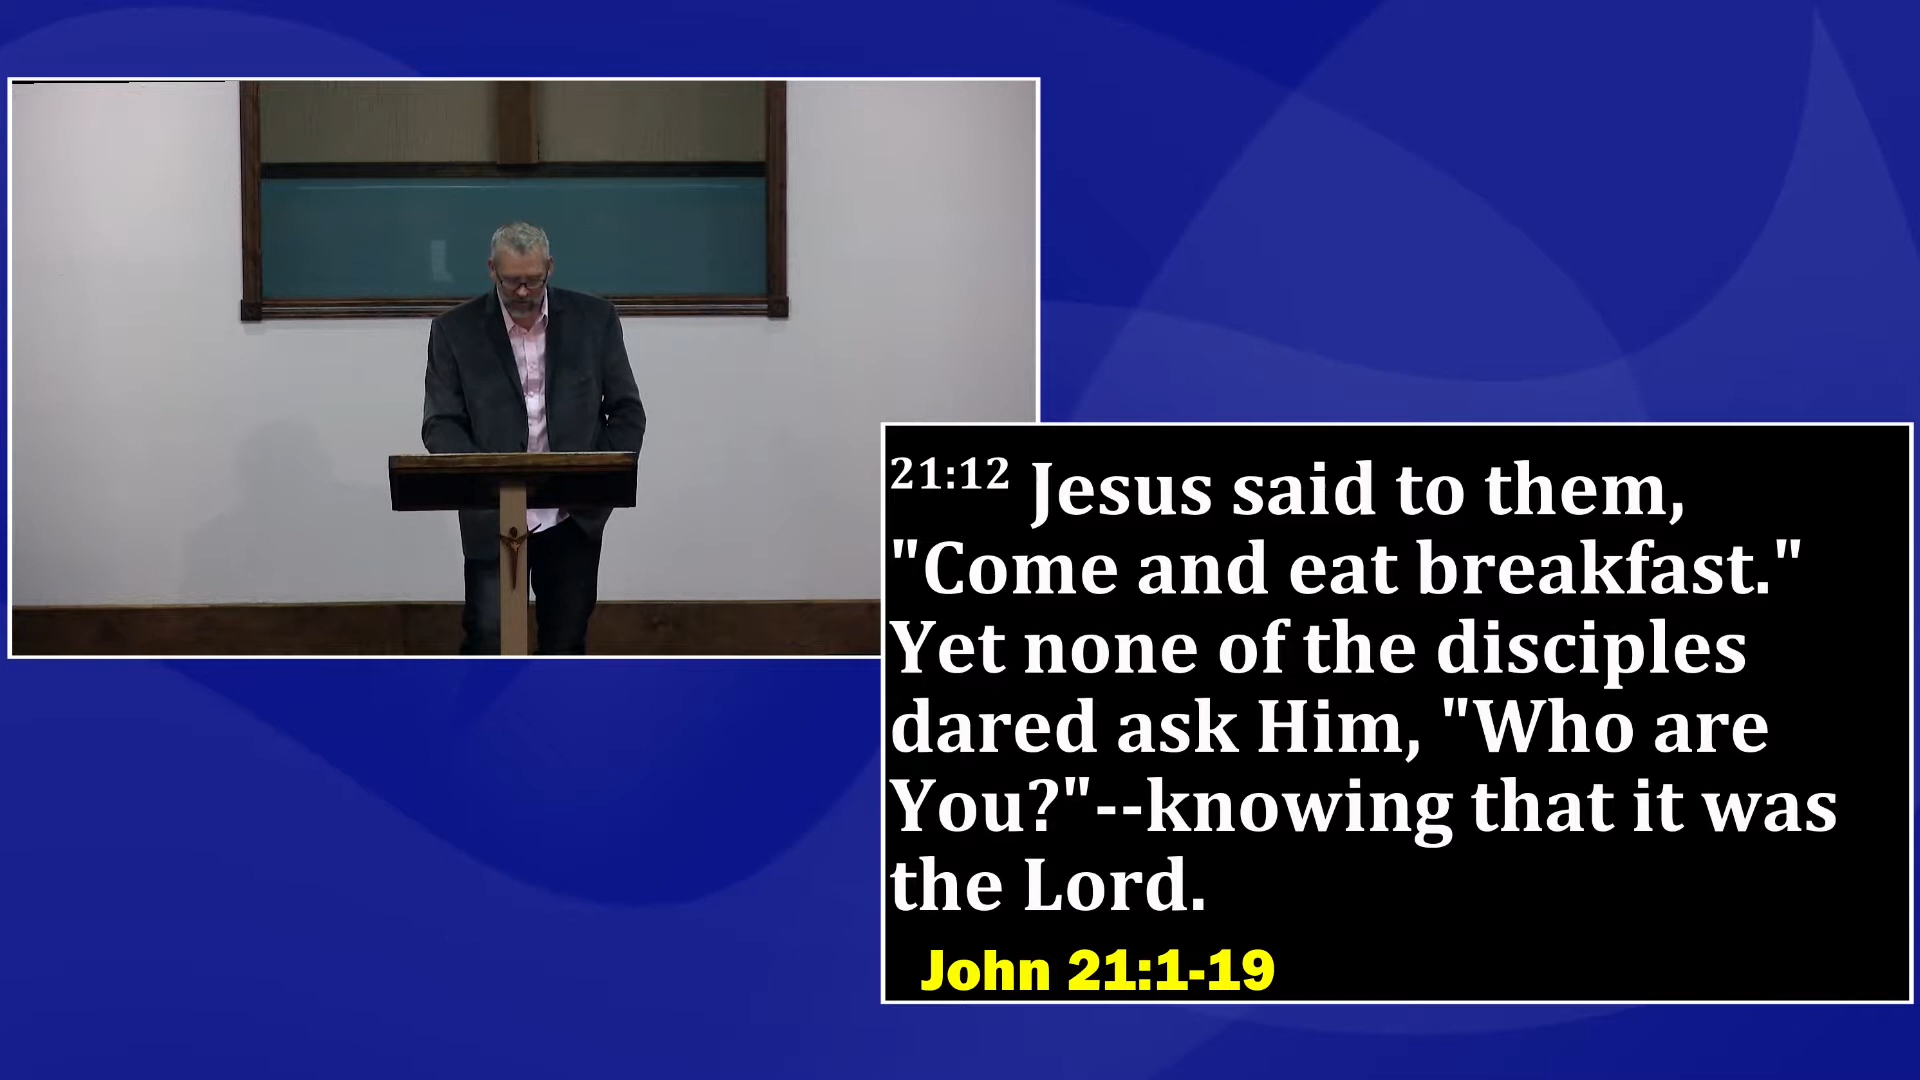 21:12 Jesus said to them,
"Come and eat breakfast."
Yet none of the disciples
dared ask Him, "Who are
You?"--knowing that it was
the Lord.
John 21:1-19